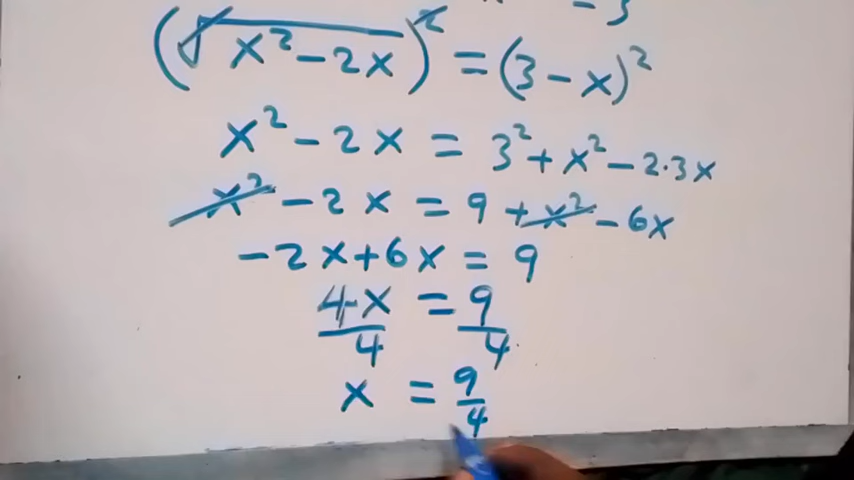 - 3
(√x² - 2x)² = (3 - x)²
x² - 2x = 3² + x² - 2·3x
x² - 2x = 9 + x² - 6x
-2x + 6x = 9
4x/4 = 9/4
x = 9/4